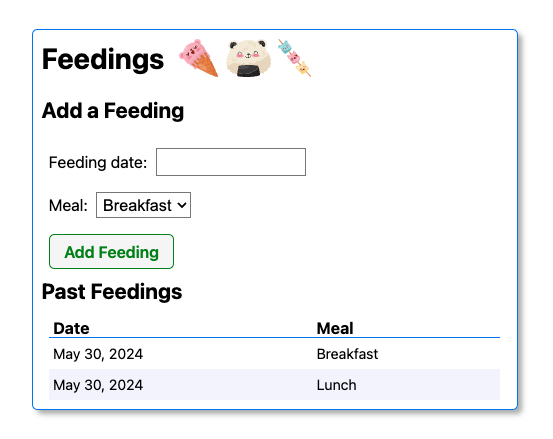 Feedings
Add a Feeding
Feeding date:
Meal: Breakfast
Add Feeding
Past Feedings
Date Meal
May 30, 2024 Breakfast
May 30, 2024 Lunch